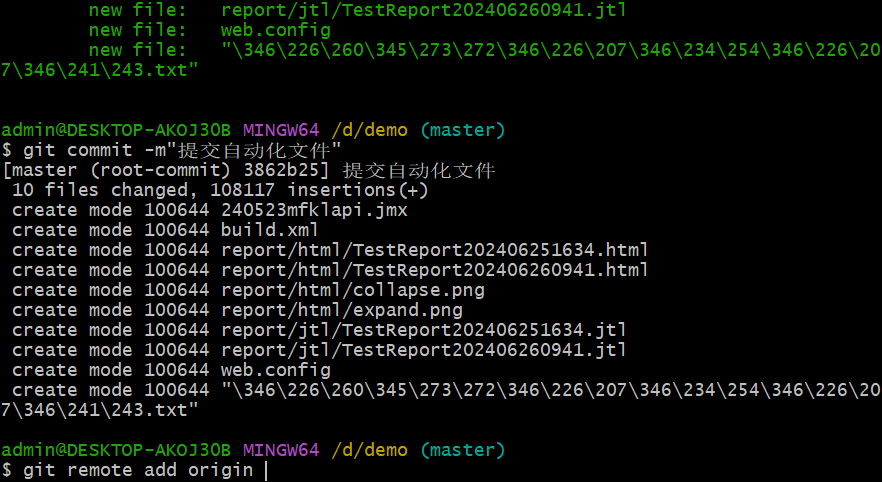 new file:   report/jtl/TestReport202406260941.jtl
new file:   web.config
new file:   "\346\226\260\345\273\272\346\226\207\346\234\254\346\226\20
7\346\241\243.txt"
admin@DESKTOP-AKOJ3OB MINGW64 /d/demo (master)
$ git commit -m"提交自动化文件"
[master (root-commit) 3862b25] 提交自动化文件
 10 files changed, 108117 insertions(+)
 create mode 100644 240523mfklapi.jmx
 create mode 100644 build.xml
 create mode 100644 report/html/TestReport202406251634.html
 create mode 100644 report/html/TestReport202406260941.html
 create mode 100644 report/html/collapse.png
 create mode 100644 report/html/expand.png
 create mode 100644 report/jtl/TestReport202406251634.jtl
 create mode 100644 report/jtl/TestReport202406260941.jtl
 create mode 100644 web.config
 create mode 100644 "\346\226\260\345\273\272\346\226\207\346\234\254\346\226\20
7\346\241\243.txt"
admin@DESKTOP-AKOJ3OB MINGW64 /d/demo (master)
$ git remote add origin